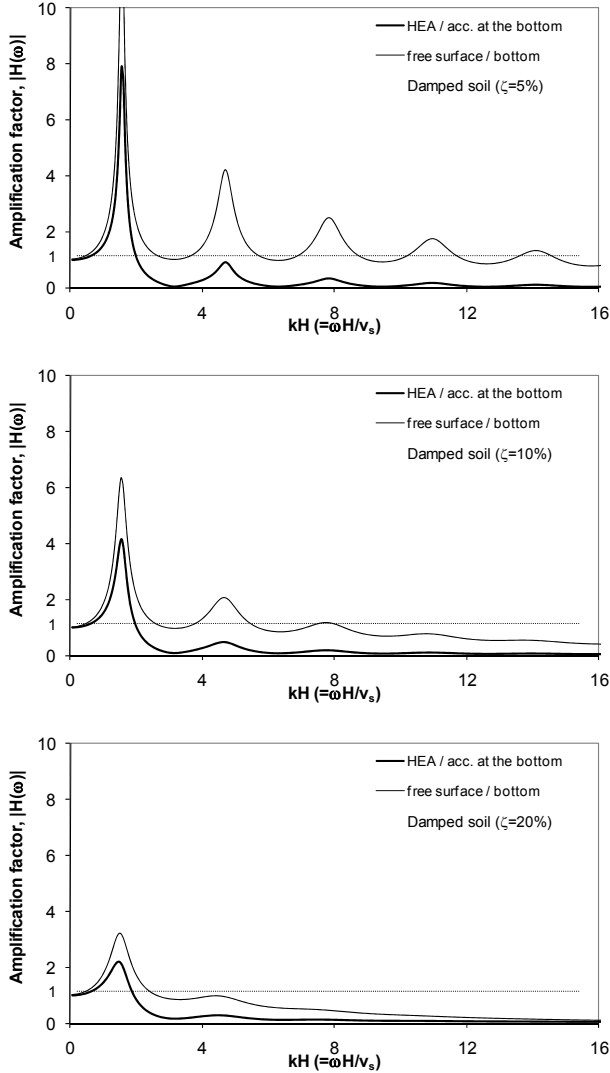 Amplification factor, |H(ω)|
10
8
6
4
2
1
0
HEA / acc. at the bottom
free surface / bottom
Damped soil (ζ=5%)
0 4 8 12 16
kH (=ωH/vs)
Amplification factor, |H(ω)|
10
8
6
4
2
1
0
HEA / acc. at the bottom
free surface / bottom
Damped soil (ζ=10%)
0 4 8 12 16
kH (=ωH/vs)
Amplification factor, |H(ω)|
10
8
6
4
2
1
0
HEA / acc. at the bottom
free surface / bottom
Damped soil (ζ=20%)
0 4 8 12 16
kH (=ωH/vs)